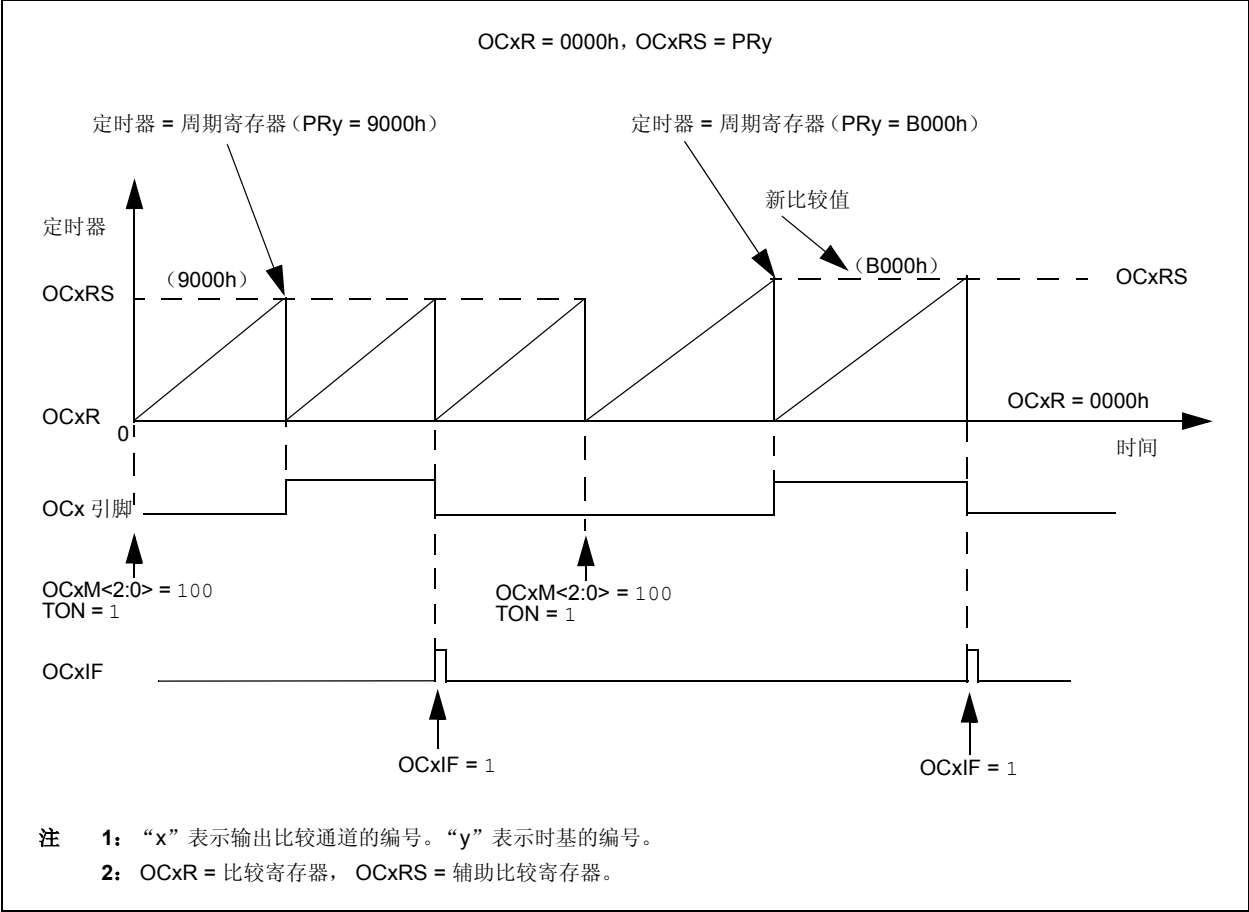 OCxR = 0000h，OCxRS = PRy
定时器 = 周期寄存器（PRy = 9000h）
定时器 = 周期寄存器（PRy = B000h）
新比较值
定时器
（9000h）
（B000h）
OCxRS
OCxRS
OCxR
OCxR = 0000h
0
时间
OCx 引脚
OCxM<2:0> = 100
TON = 1
OCxM<2:0> = 100
TON = 1
OCxIF
OCxIF = 1
OCxIF = 1
注 1：“x”表示输出比较通道的编号。“y”表示时基的编号。
2： OCxR = 比较寄存器， OCxRS = 辅助比较寄存器。